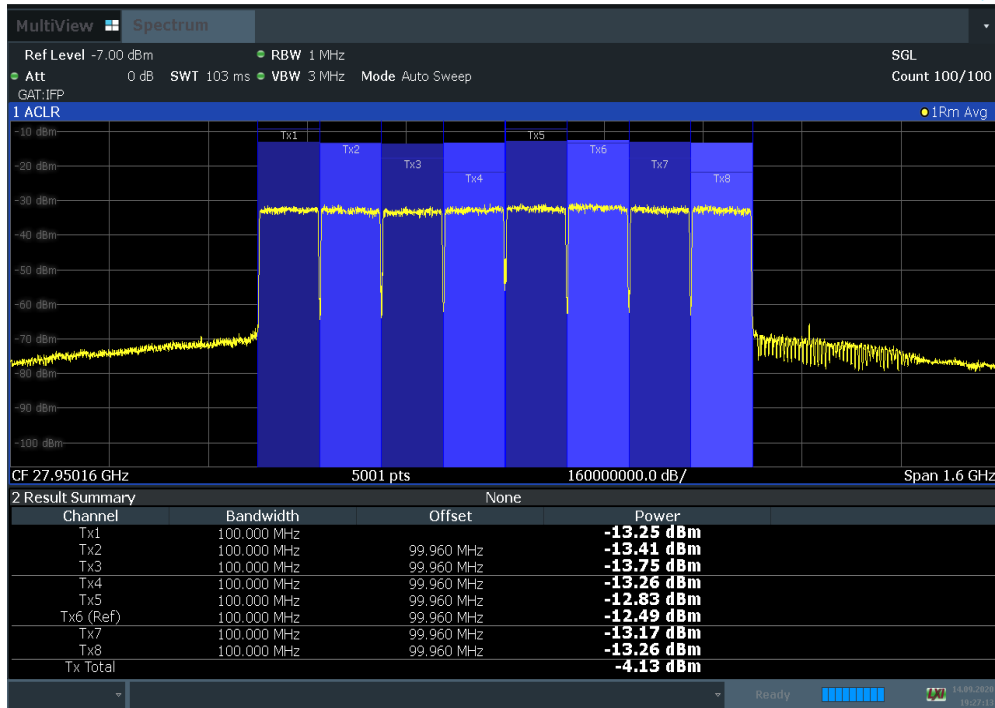 MultiView Spectrum
Ref Level -7.00 dBm RBW 1 MHz SGL
Att 0 dB SWT 103 ms VBW 3 MHz Mode Auto Sweep Count 100/100
GAT:IFP
1 ACLR 1Rm Avg
-10 dBm
Tx1 Tx5
Tx2 Tx6
Tx3 Tx7
-20 dBm
Tx4 Tx8
-30 dBm
-40 dBm
-50 dBm
-60 dBm
-70 dBm
-80 dBm
-90 dBm
-100 dBm
CF 27.95016 GHz 5001 pts 160000000.0 dB/ Span 1.6 GHz
2 Result Summary None
Channel Bandwidth Offset Power
Tx1 100.000 MHz -13.25 dBm
Tx2 100.000 MHz 99.960 MHz -13.41 dBm
Tx3 100.000 MHz 99.960 MHz -13.75 dBm
Tx4 100.000 MHz 99.960 MHz -13.26 dBm
Tx5 100.000 MHz 99.960 MHz -12.83 dBm
Tx6 (Ref) 100.000 MHz 99.960 MHz -12.49 dBm
Tx7 100.000 MHz 99.960 MHz -13.17 dBm
Tx8 100.000 MHz 99.960 MHz -13.26 dBm
Tx Total -4.13 dBm
Ready LXI 14.09.2020
19:27:13